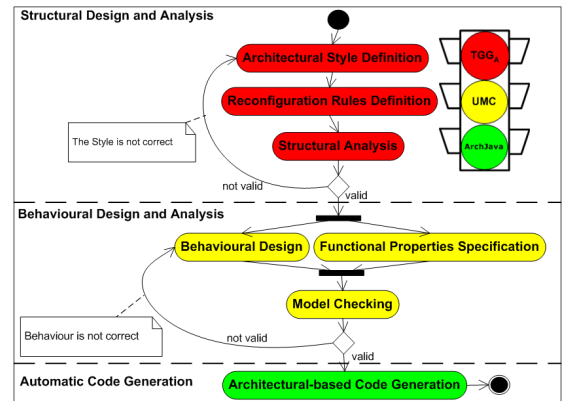 Structural Design and Analysis
Architectural Style Definition
Reconfiguration Rules Definition
Structural Analysis
The Style is not correct
not valid
valid
TGGA
UMC
ArchJava
Behavioural Design and Analysis
Behavioural Design
Functional Properties Specification
Model Checking
Behaviour is not correct
not valid
valid
Automatic Code Generation
Architectural-based Code Generation